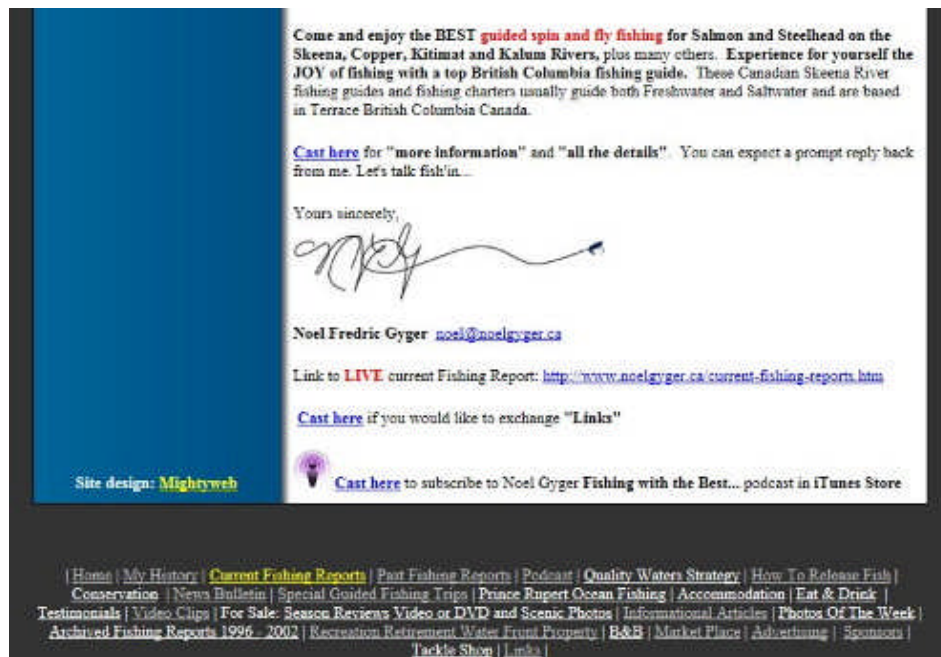 Come and enjoy the BEST guided spin and fly fishing for Salmon and Steelhead on the
Skeena, Copper, Kitimat and Kalum Rivers, plus many others. Experience for yourself the
JOY of fishing with a top British Columbia fishing guide. These Canadian Skeena River
fishing guides and fishing charters usually guide both Freshwater and Saltwater and are based
in Terrace British Columbia Canada.
Cast here for "more information" and "all the details". You can expect a prompt reply back
from me. Let's talk fish'in...
Yours sincerely,
Noel Fredric Gyger noel@noelgyger.ca
Link to LIVE current Fishing Report: http://www.noelgyger.ca/current-fishing-reports.htm
Cast here if you would like to exchange "Links"
Site design: Mightyweb
Cast here to subscribe to Noel Gyger Fishing with the Best... podcast in iTunes Store
| Home | My History | Current Fishing Reports | Past Fishing Reports | Podcast | Quality Waters Strategy | How To Release Fish |
Conservation | News Bulletin | Special Guided Fishing Trips | Prince Rupert Ocean Fishing | Accommodation | Eat & Drink |
Testimonials | Video Clips | For Sale: Season Reviews Video or DVD and Scenic Photos | Informational Articles | Photos Of The Week |
Archived Fishing Reports 1996 - 2002 | Recreation Retirement Water Front Property | B&B | Market Place | Advertising | Sponsors |
Tackle Shop | Links |